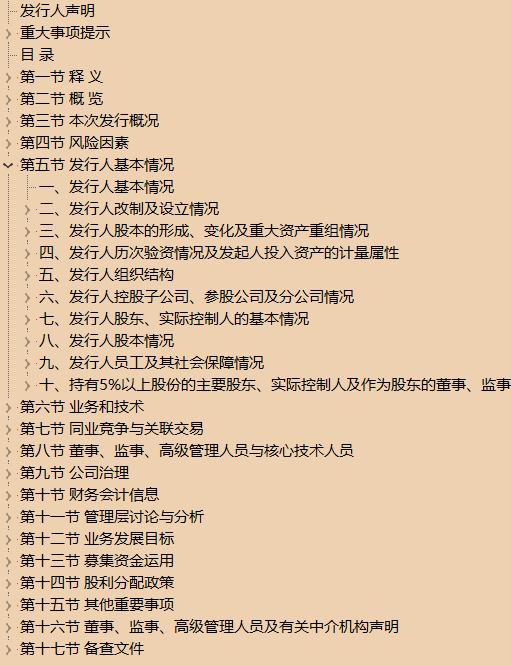 发行人声明
重大事项提示
目 录
第一节 释 义
第二节 概 览
第三节 本次发行概况
第四节 风险因素
第五节 发行人基本情况
一、发行人基本情况
二、发行人改制及设立情况
三、发行人股本的形成、变化及重大资产重组情况
四、发行人历次验资情况及发起人投入资产的计量属性
五、发行人组织结构
六、发行人控股子公司、参股公司及分公司情况
七、发行人股东、实际控制人的基本情况
八、发行人股本情况
九、发行人员工及其社会保障情况
十、持有5%以上股份的主要股东、实际控制人及作为股东的董事、监事
第六节 业务和技术
第七节 同业竞争与关联交易
第八节 董事、监事、高级管理人员与核心技术人员
第九节 公司治理
第十节 财务会计信息
第十一节 管理层讨论与分析
第十二节 业务发展目标
第十三节 募集资金运用
第十四节 股利分配政策
第十五节 其他重要事项
第十六节 董事、监事、高级管理人员及有关中介机构声明
第十七节 备查文件